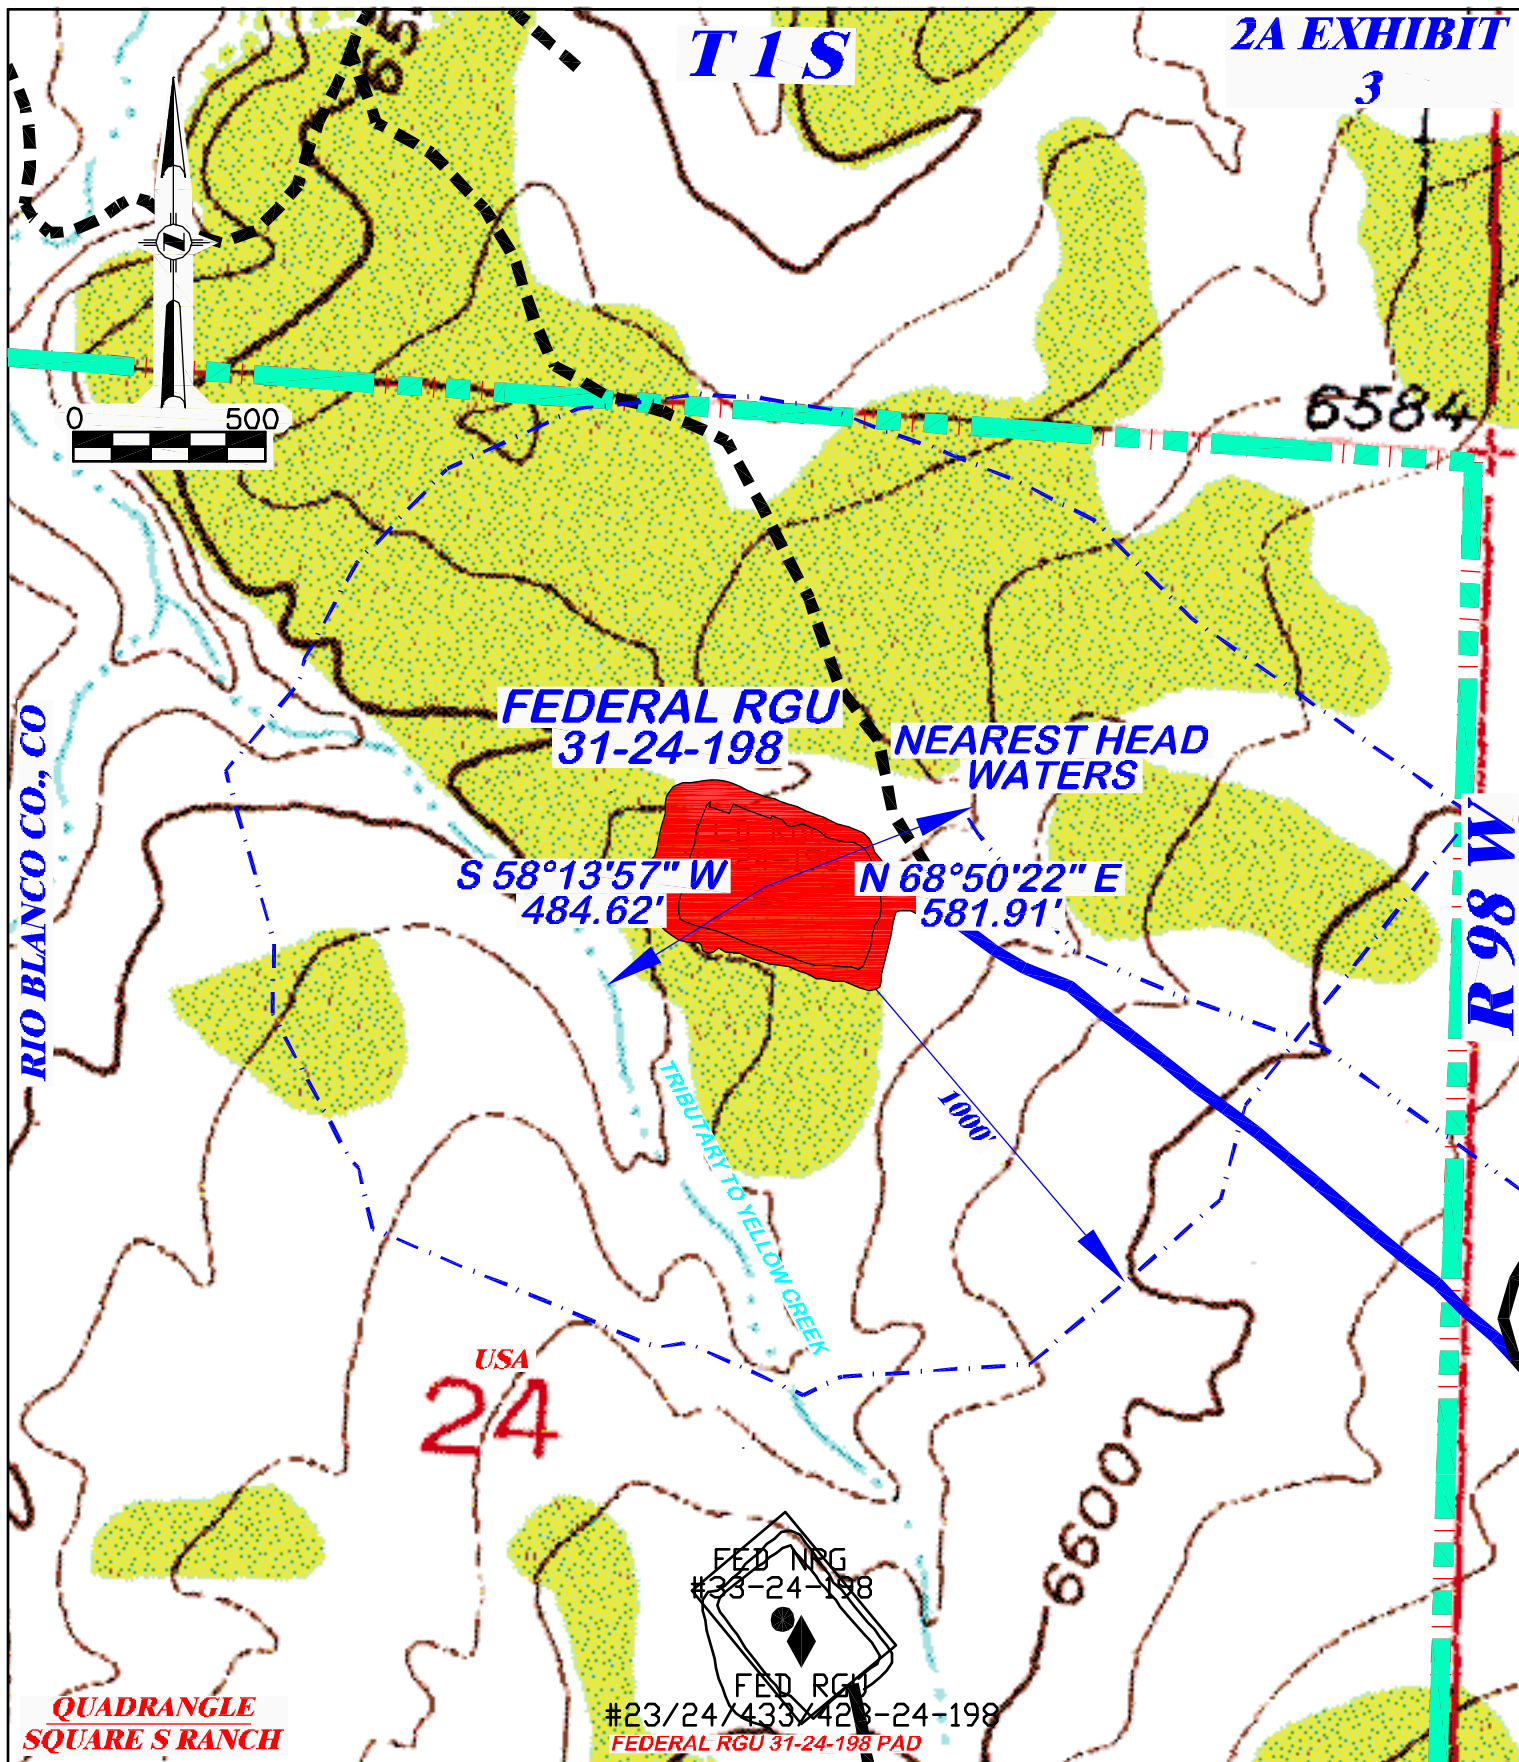 T 1 S
2A EXHIBIT
3
65
N
0 500
6584
FEDERAL RGU
31-24-198
NEAREST HEAD
WATERS
RIO BLANCO CO., CO
S 58°13'57" W
484.62'
N 68°50'22" E
581.91'
R 98 W
TRIBUTARY TO YELLOW CREEK
1000'
USA
24
6600
FED NPG
#33-24-198
FED RGU
#23/24/433/423-24-198
FEDERAL RGU 31-24-198 PAD
QUADRANGLE
SQUARE S RANCH